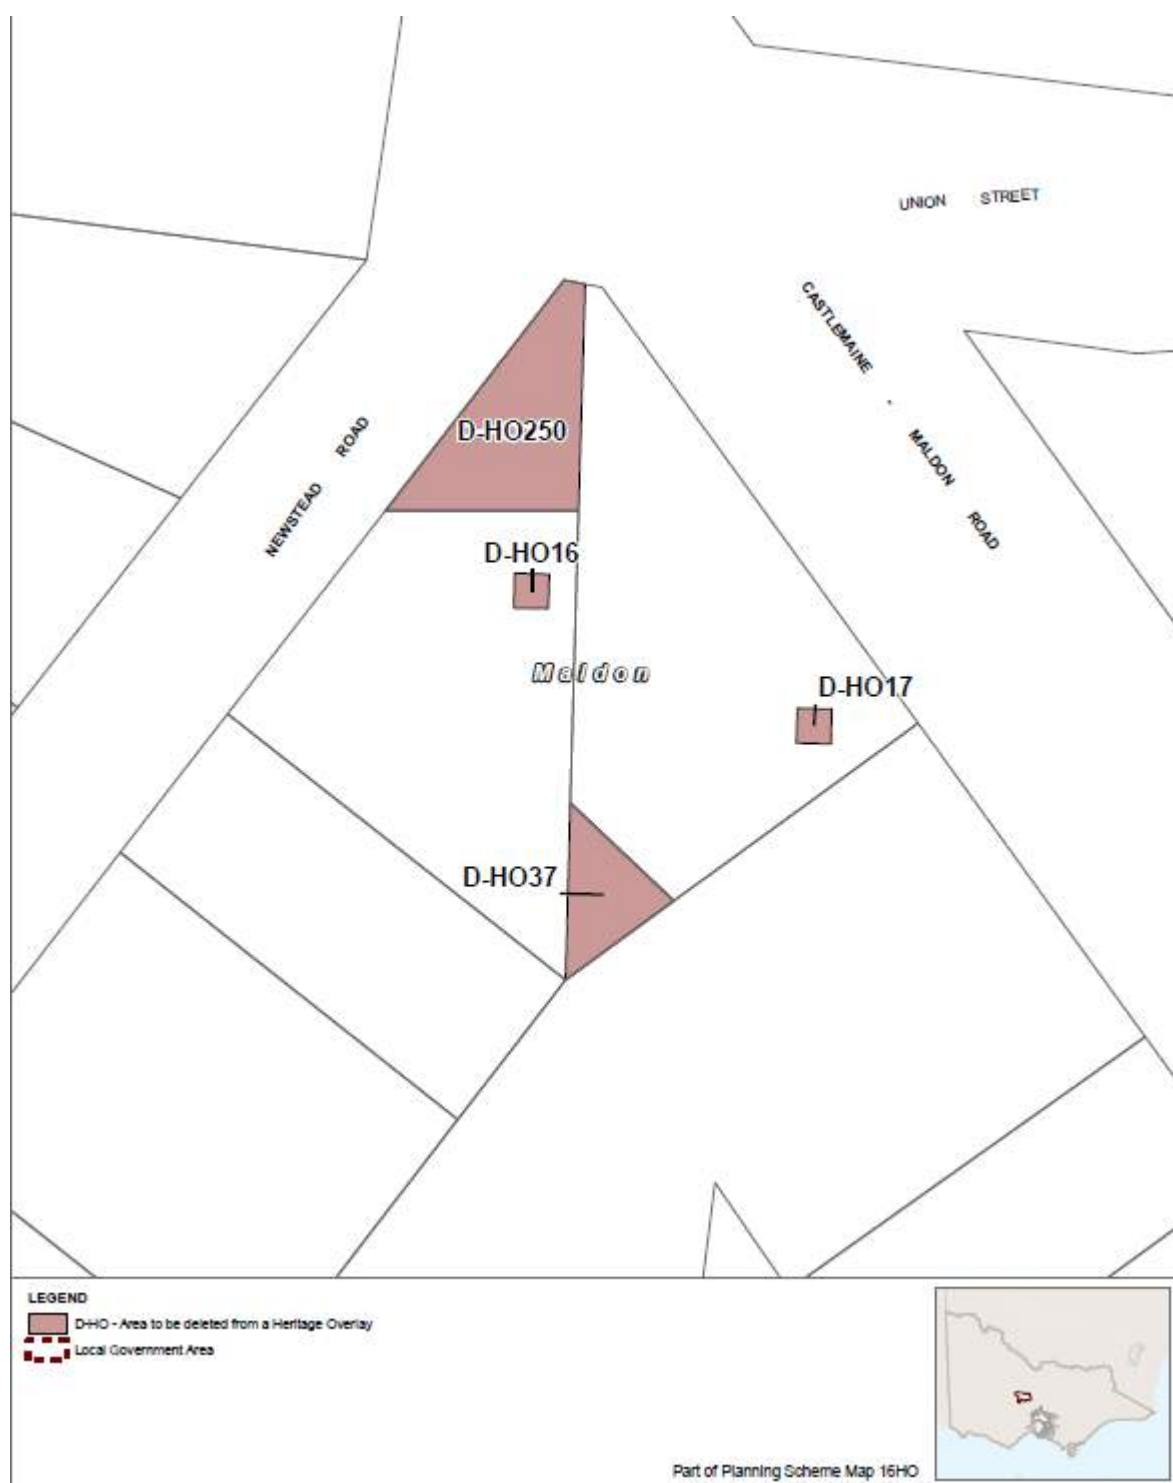 UNION STREET
CASTLEMAINE - MALDON ROAD
D-HO250
NEWSTEAD ROAD
D-HO16
Maldon
D-HO17
D-HO37
LEGEND
D-HO - Area to be deleted from a Heritage Overlay
Local Government Area
Part of Planning Scheme Map 16HO